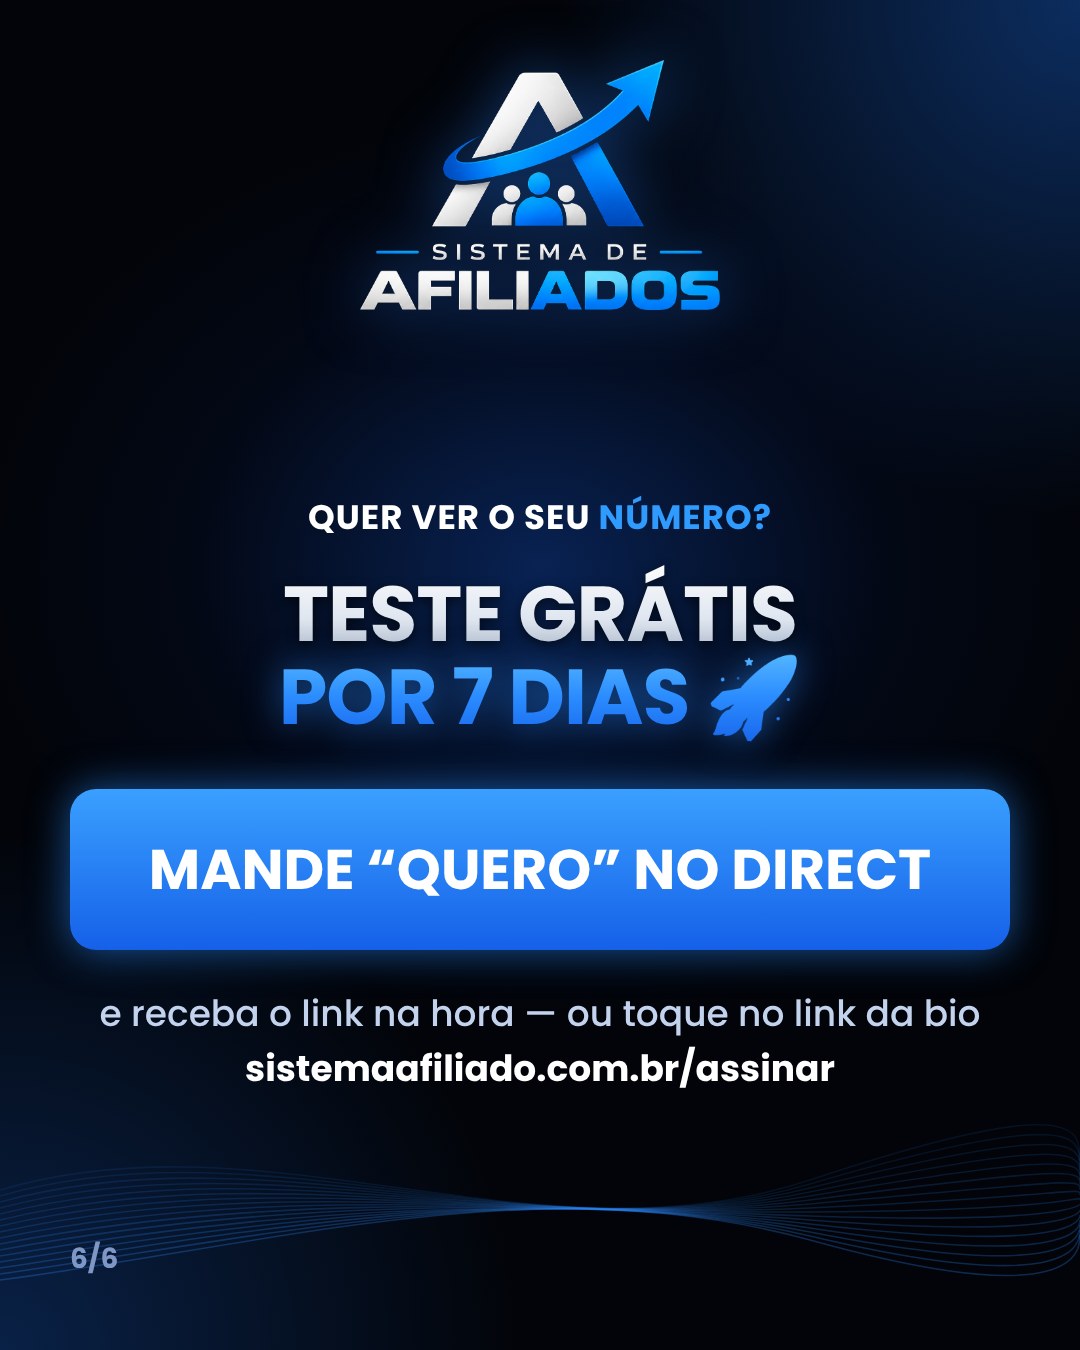 SISTEMA DE
AFILIADOS
QUER VER O SEU NÚMERO?
TESTE GRÁTIS
POR 7 DIAS
MANDE “QUERO” NO DIRECT
e receba o link na hora — ou toque no link da bio
sistemaafiliado.com.br/assinar
6/6